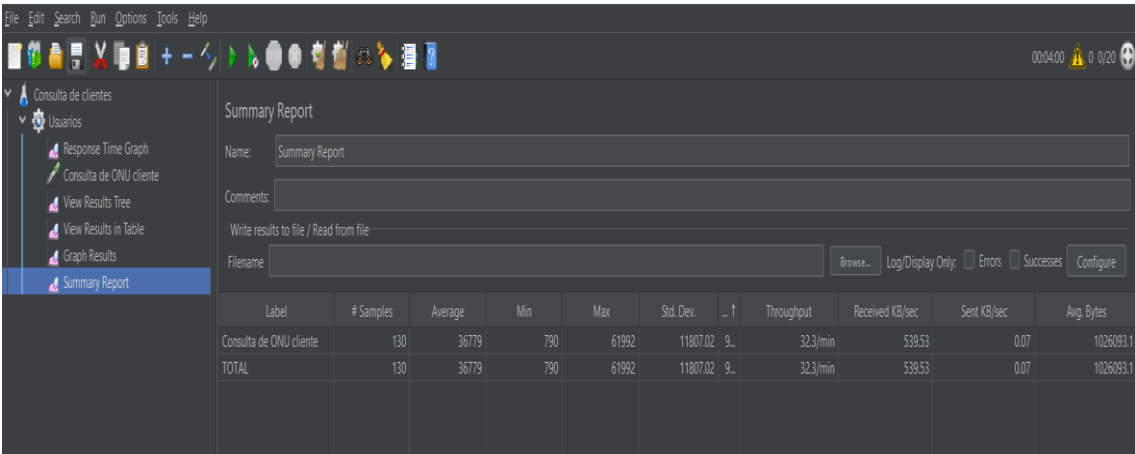 File Edit Search Run Options Tools Help
00:04:00 0 0/20
Consulta de clientes
Usuarios
Response Time Graph
Consulta de ONU cliente
View Results Tree
View Results in Table
Graph Results
Summary Report
Summary Report
Name: Summary Report
Comments:
Write results to file / Read from file
Filename Browse... Log/Display Only: Errors Successes Configure
Label # Samples Average Min Max Std. Dev. ... ↑ Throughput Received KB/sec Sent KB/sec Avg. Bytes
Consulta de ONU cliente 130 36779 790 61992 11807.02 9... 32.3/min 539.53 0.07 1026093.1
TOTAL 130 36779 790 61992 11807.02 9... 32.3/min 539.53 0.07 1026093.1